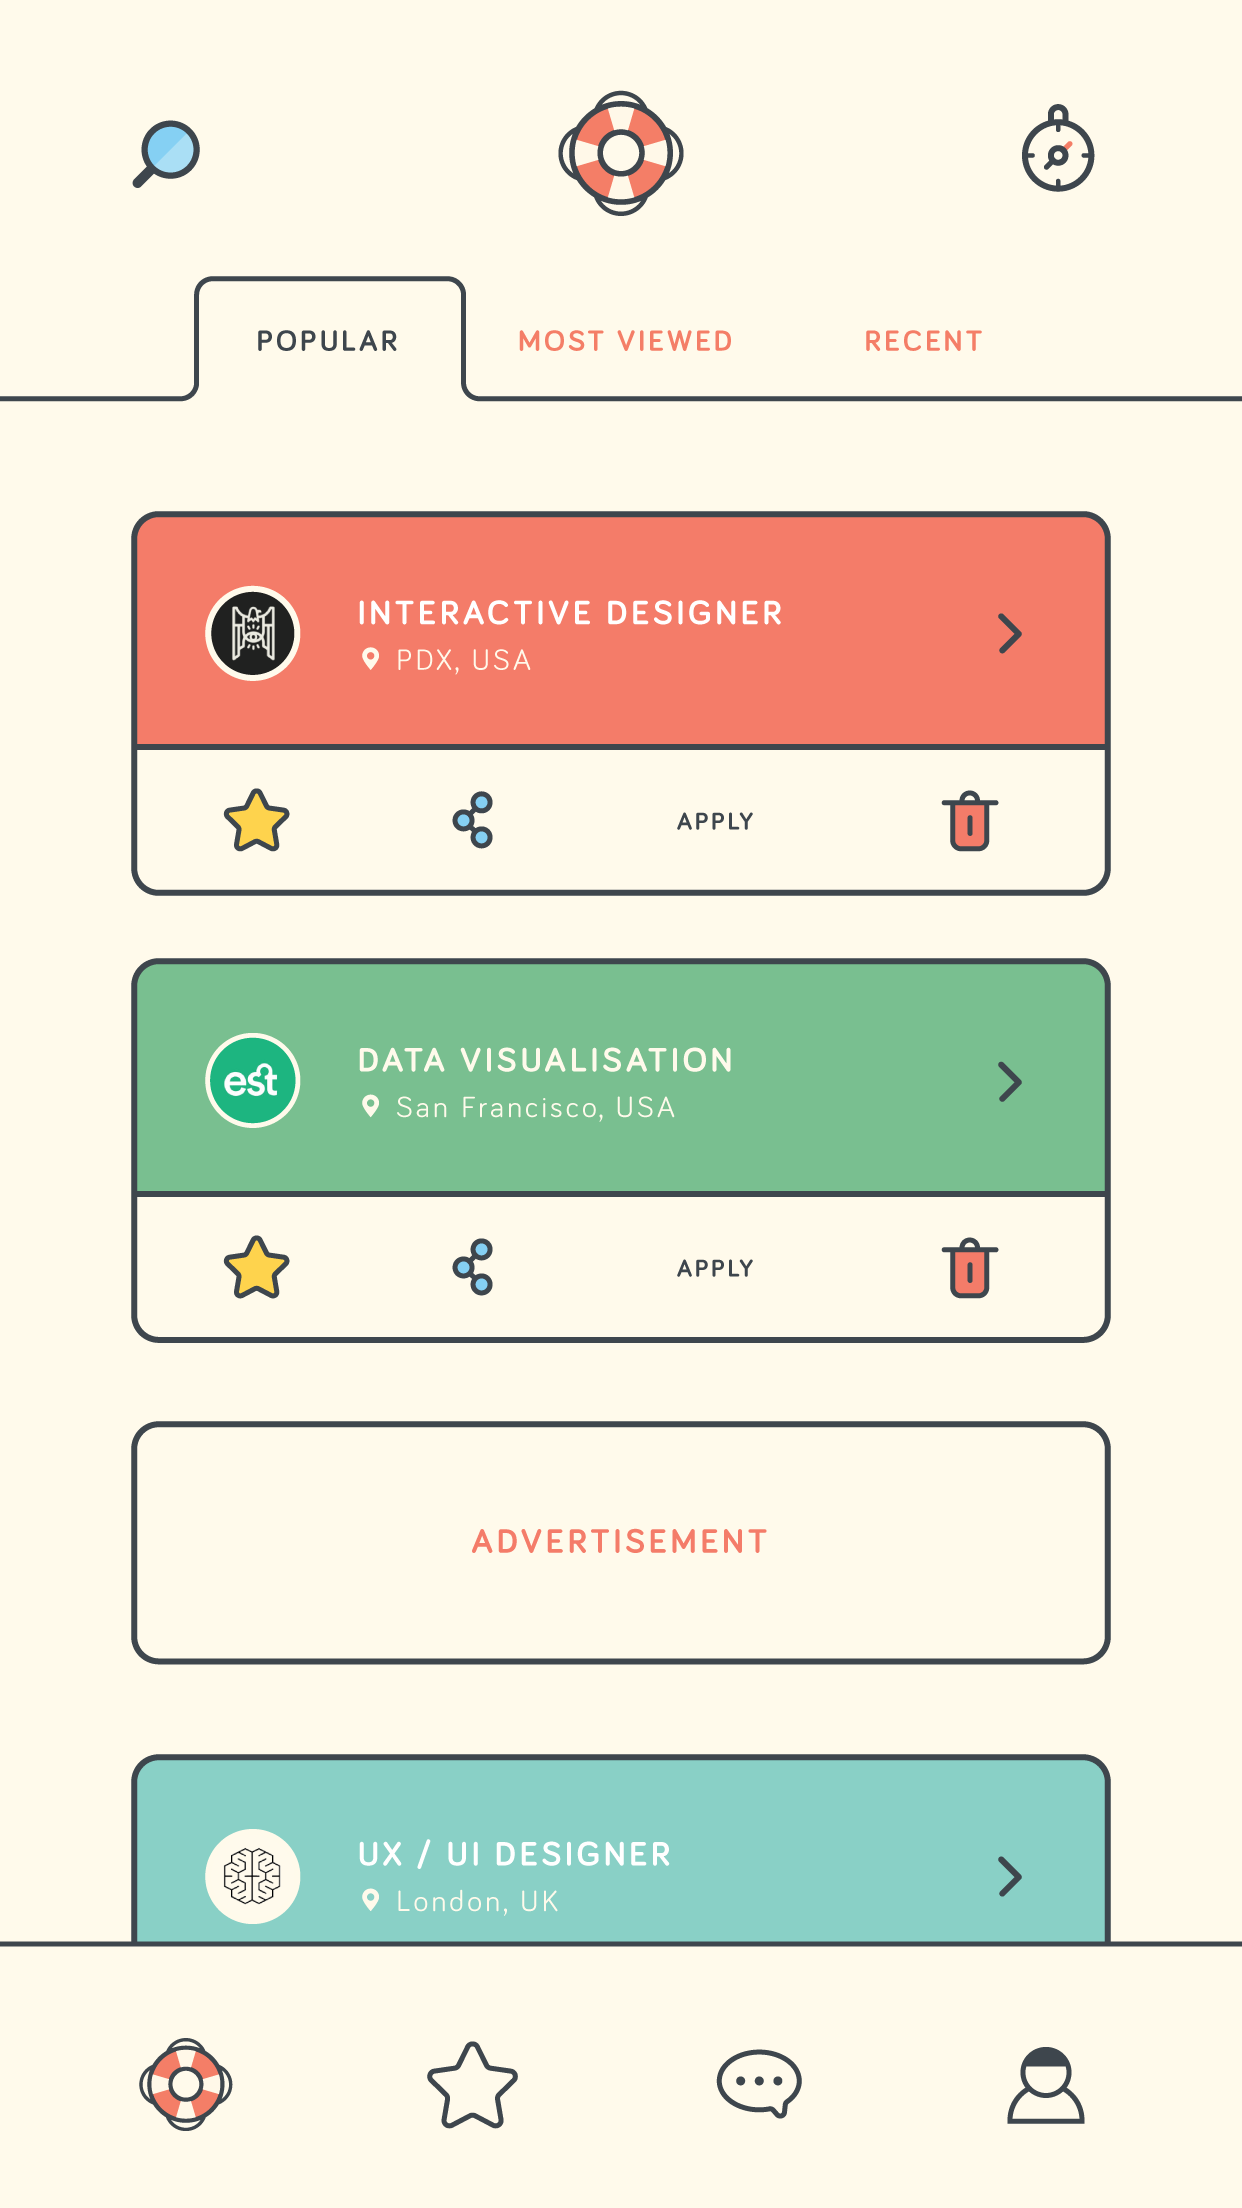 POPULAR
MOST VIEWED
RECENT
INTERACTIVE DESIGNER
PDX, USA
APPLY
est
DATA VISUALISATION
San Francisco, USA
APPLY
ADVERTISEMENT
UX / UI DESIGNER
London, UK